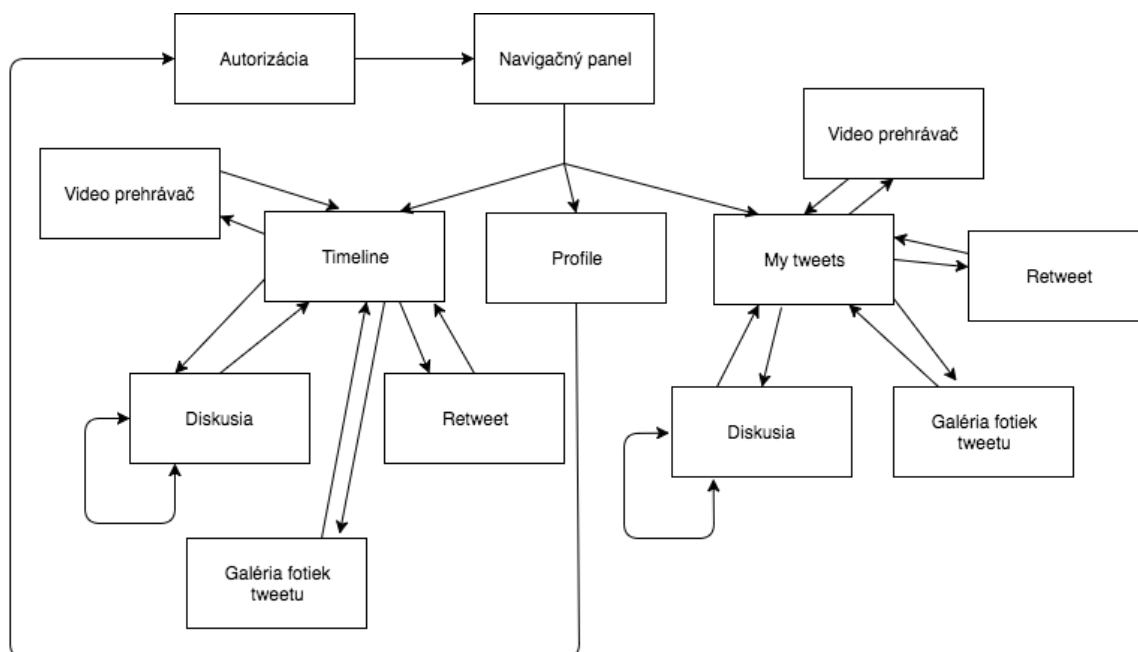 Autorizácia
Navigačný panel
Video prehrávač
Video prehrávač
Timeline
Profile
My tweets
Retweet
Diskusia
Retweet
Diskusia
Galéria fotiek
tweetu
Galéria fotiek
tweetu